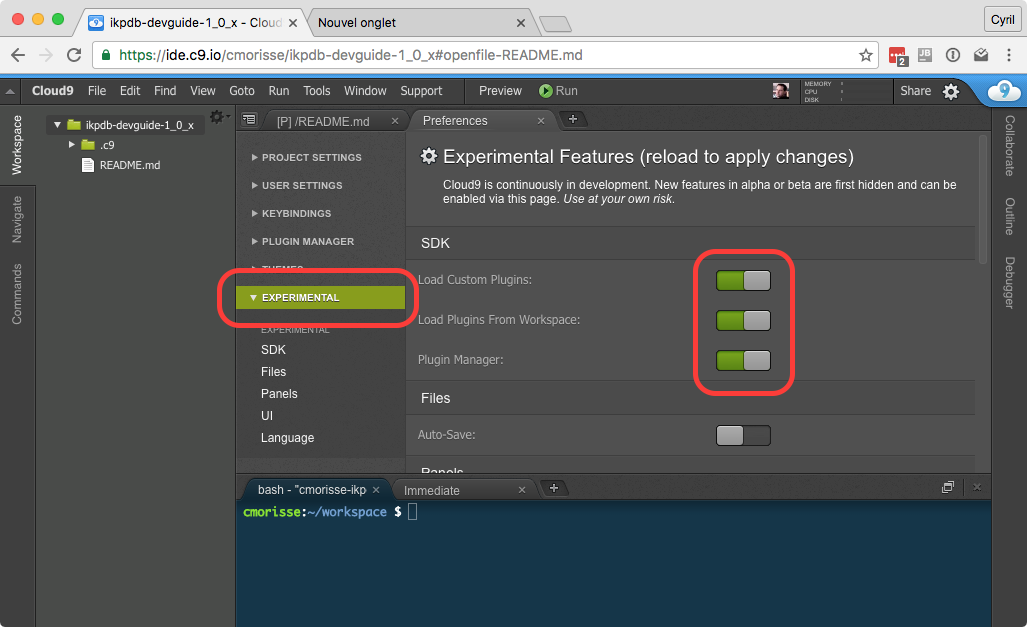 ikpdb-devguide-1_0_x - Cloud
Nouvel onglet
Cyril
https://ide.c9.io/cmorisse/ikpdb-devguide-1_0_x#openfile-README.md
2
JB
Cloud9 File Edit Find View Goto Run Tools Window Support Preview Run
MEMORY
CPU
DISK
Share
9
Workspace
Navigate
Commands
ikpdb-devguide-1_0_x
.c9
README.md
[P] /README.md
Preferences
PROJECT SETTINGS
USER SETTINGS
KEYBINDINGS
PLUGIN MANAGER
THEMES
EXPERIMENTAL
EXPERIMENTAL
SDK
Files
Panels
UI
Language
Experimental Features (reload to apply changes)
Cloud9 is continuously in development. New features in alpha or beta are first hidden and can be
enabled via this page. Use at your own risk.
SDK
Load Custom Plugins:
Load Plugins From Workspace:
Plugin Manager:
Files
Auto-Save:
Panels
Collaborate
Outline
Debugger
bash - "cmorisse-ikp
Immediate
cmorisse:~/workspace $